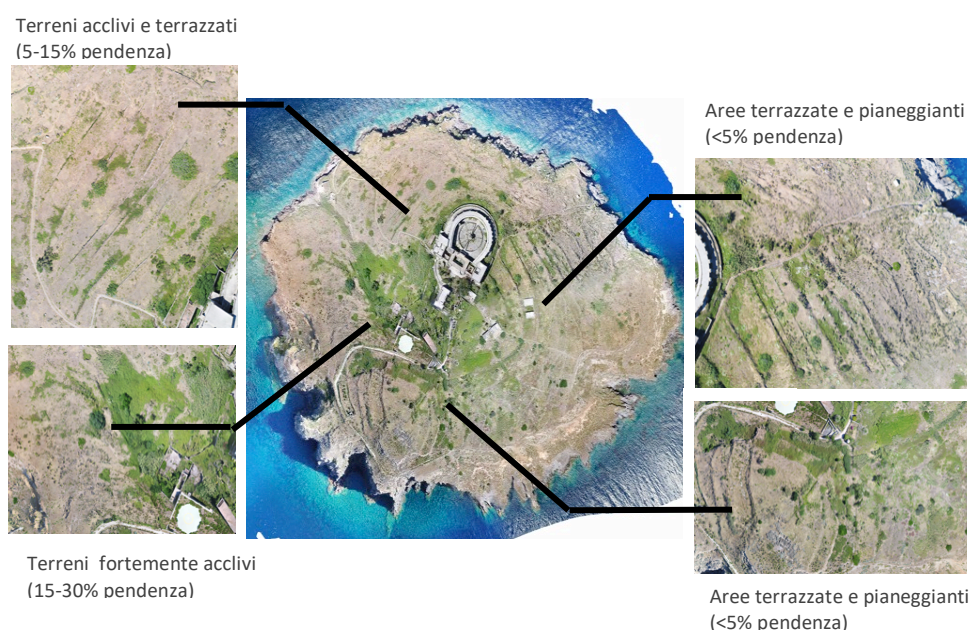 Terreni acclivi e terrazzati
(5-15% pendenza)
Aree terrazzate e pianeggianti
(<5% pendenza)
Terreni  fortemente acclivi
(15-30% pendenza)
Aree terrazzate e pianeggianti
(<5% pendenza)